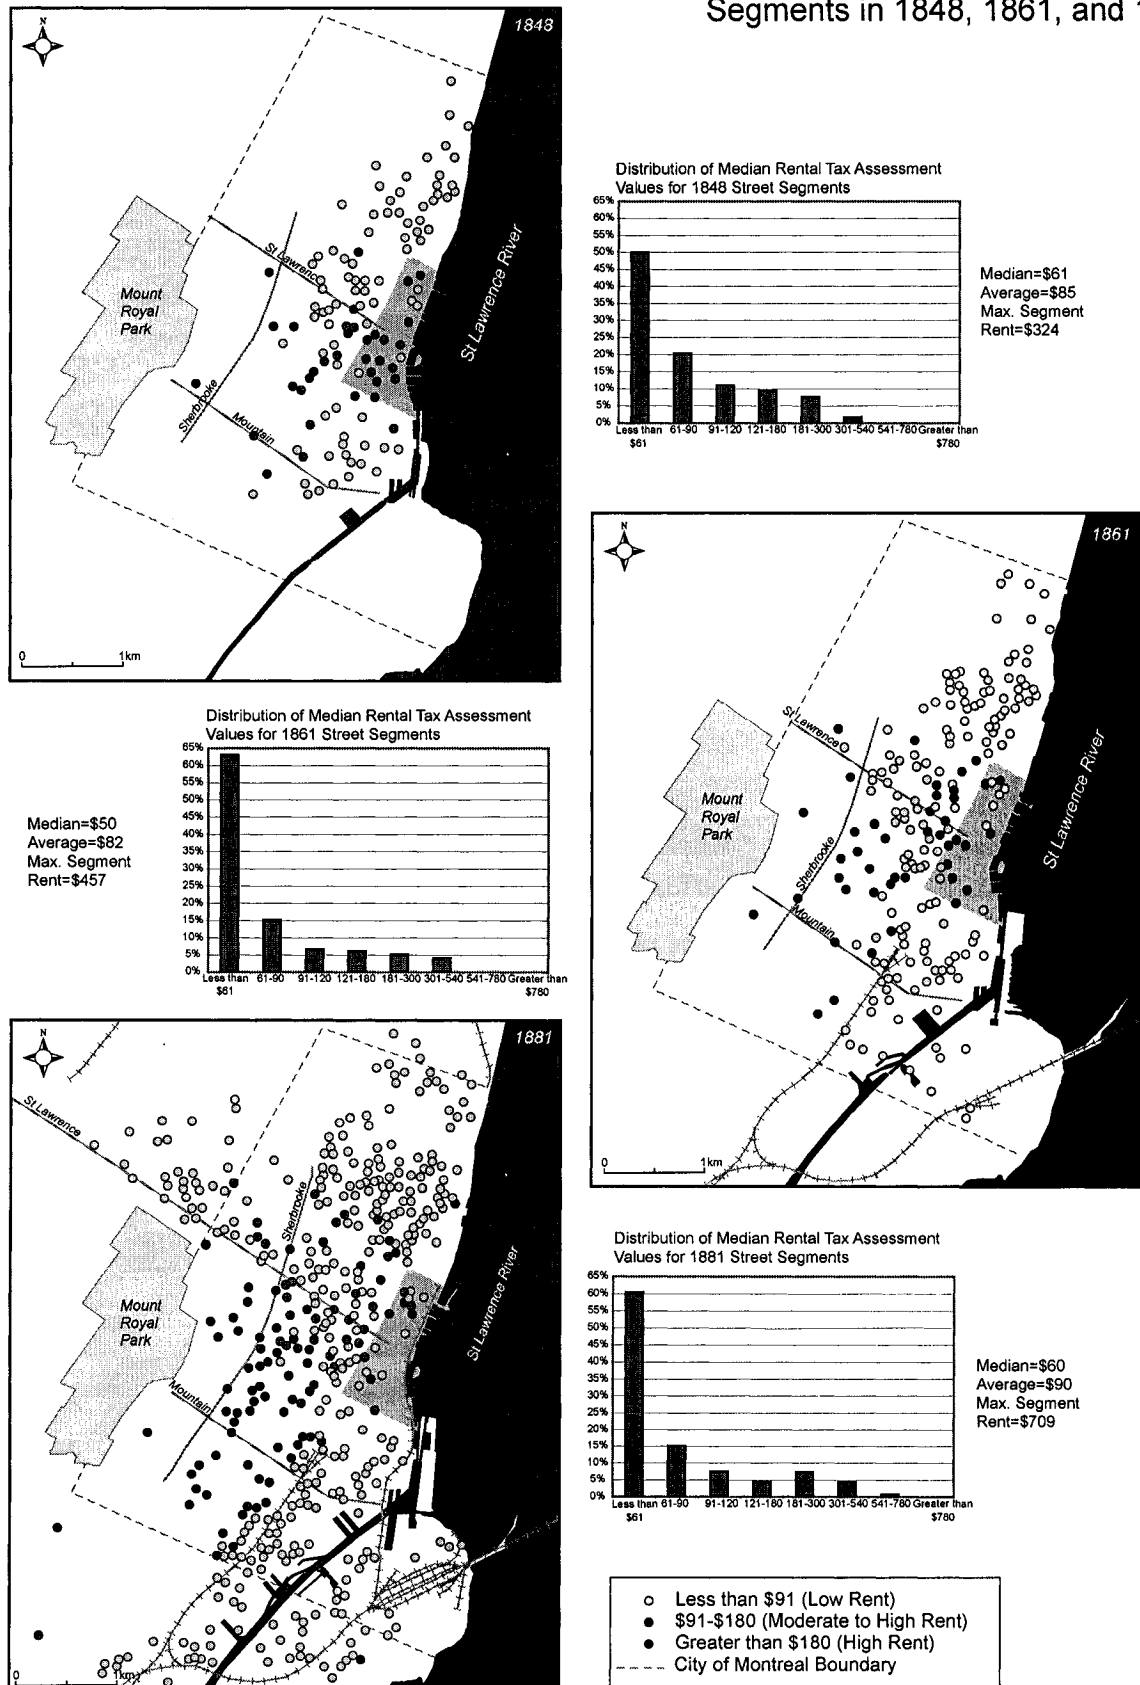 Segments in 1848, 1861, and 1
N
1848
St Lawrence
Mount
Royal
Park
Sherbrooke
Mountain
St Lawrence River
0 1km
Distribution of Median Rental Tax Assessment
Values for 1848 Street Segments
65%
60%
55%
50%
45%
40%
35%
30%
25%
20%
15%
10%
5%
0%
Less than $61 61-90 91-120 121-180 181-300 301-540 541-780 Greater than $780
Median=$61
Average=$85
Max. Segment
Rent=$324
N
1861
St Lawrence
Mount
Royal
Park
Sherbrooke
Mountain
St Lawrence River
0 1km
Distribution of Median Rental Tax Assessment
Values for 1861 Street Segments
65%
60%
55%
50%
45%
40%
35%
30%
25%
20%
15%
10%
5%
0%
Less than $61 61-90 91-120 121-180 181-300 301-540 541-780 Greater than $780
Median=$50
Average=$82
Max. Segment
Rent=$457
N
1881
St Lawrence
Mount
Royal
Park
Sherbrooke
Mountain
St Lawrence River
0 1km
Distribution of Median Rental Tax Assessment
Values for 1881 Street Segments
65%
60%
55%
50%
45%
40%
35%
30%
25%
20%
15%
10%
5%
0%
Less than $61 61-90 91-120 121-180 181-300 301-540 541-780 Greater than $780
Median=$60
Average=$90
Max. Segment
Rent=$709
Less than $91 (Low Rent)
$91-$180 (Moderate to High Rent)
Greater than $180 (High Rent)
City of Montreal Boundary